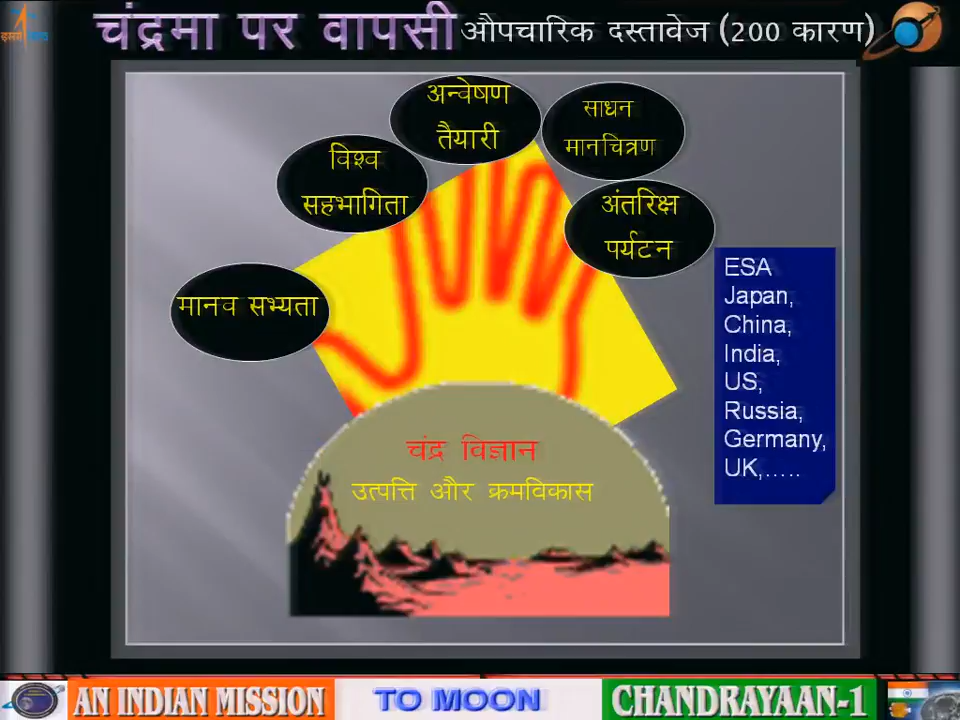 चंद्रमा पर वापसी औपचारिक दस्तावेज (200 कारण)
अन्वेषण
तैयारी
साधन
मानचित्रण
विश्व
सहभागिता
अंतरिक्ष
पर्यटन
मानव सभ्यता
ESA
Japan,
China,
India,
US,
Russia,
Germany,
UK,.....
चंद्र विज्ञान
उत्पत्ति और क्रमविकास
AN INDIAN MISSION
TO MOON
CHANDRAYAAN-1